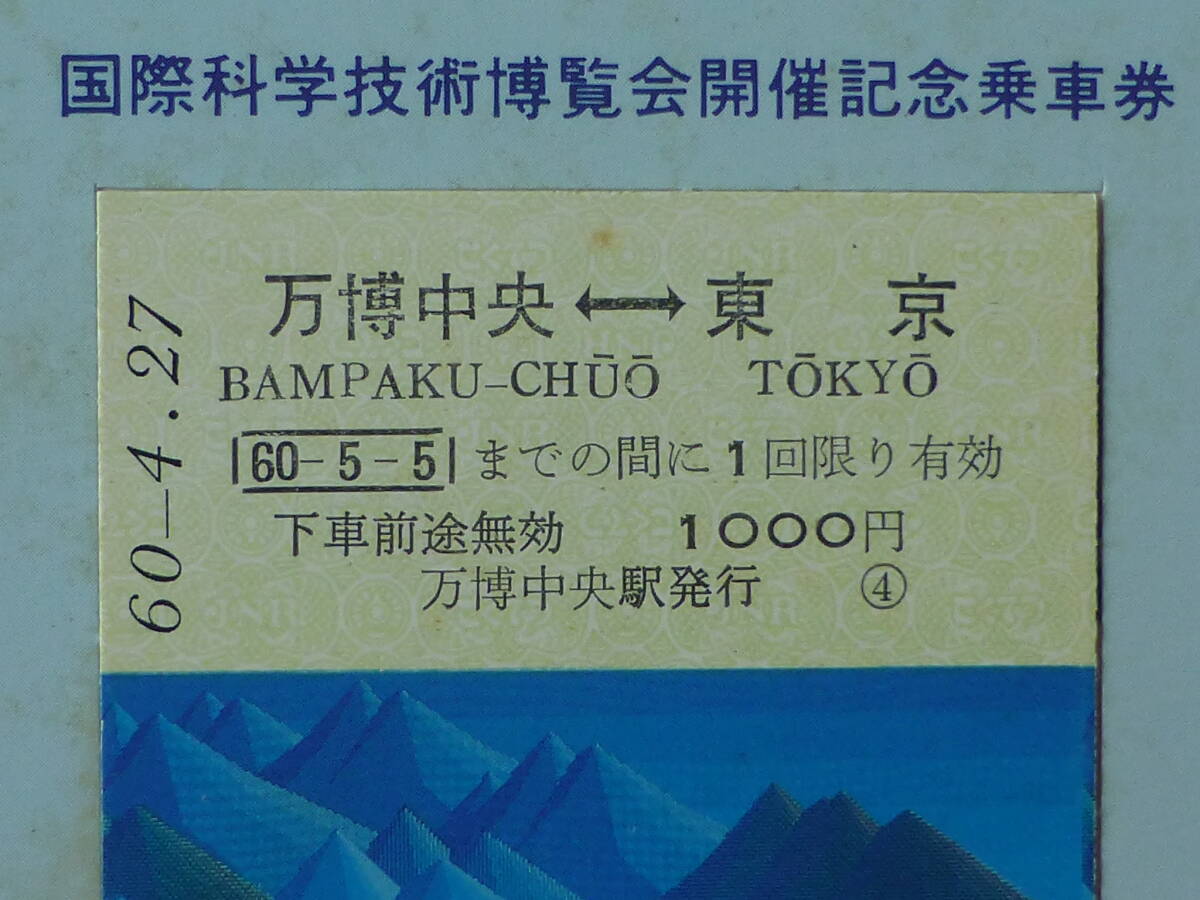 国際科学技術博覧会開催記念乗車券
60-4.27
万博中央↔東京
BAMPAKU-CHŪŌ TŌKYŌ
60-5-5 までの間に1回限り有効
下車前途無効 1000円
万博中央駅発行 ④